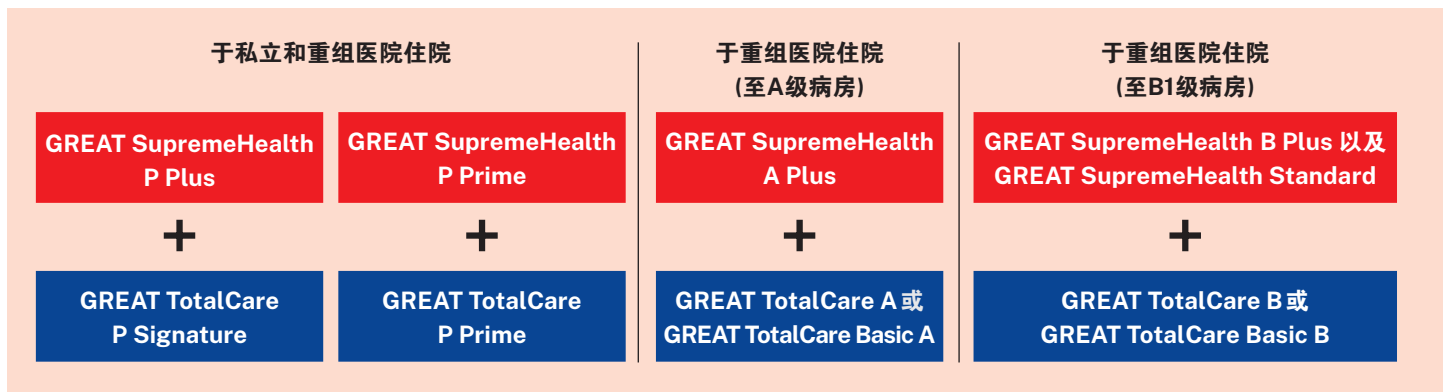 于私立和重组医院住院
GREAT SupremeHealth
P Plus
+
GREAT TotalCare
P Signature
GREAT SupremeHealth
P Prime
+
GREAT TotalCare
P Prime
于重组医院住院
(至A级病房)
GREAT SupremeHealth
A Plus
+
GREAT TotalCare A 或
GREAT TotalCare Basic A
于重组医院住院
(至B1级病房)
GREAT SupremeHealth B Plus 以及
GREAT SupremeHealth Standard
+
GREAT TotalCare B 或
GREAT TotalCare Basic B